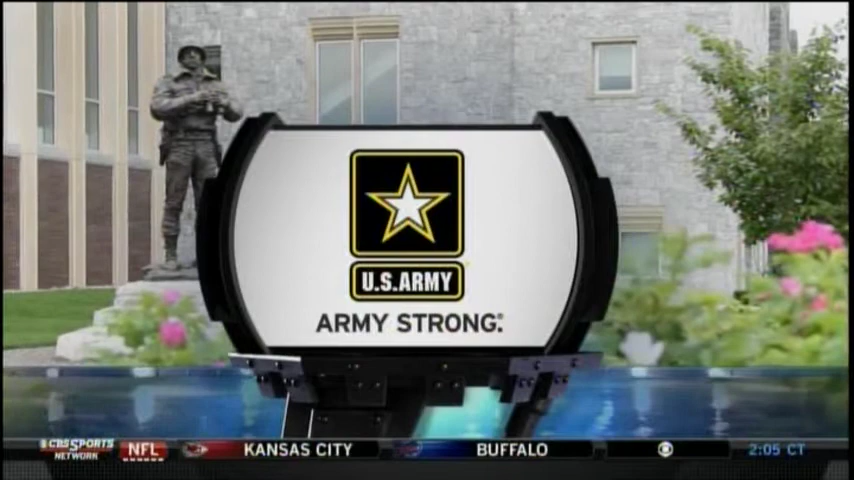 U.S.ARMY
ARMY STRONG.®
CBS SPORTS NETWORK NFL KANSAS CITY BUFFALO 2:05 CT